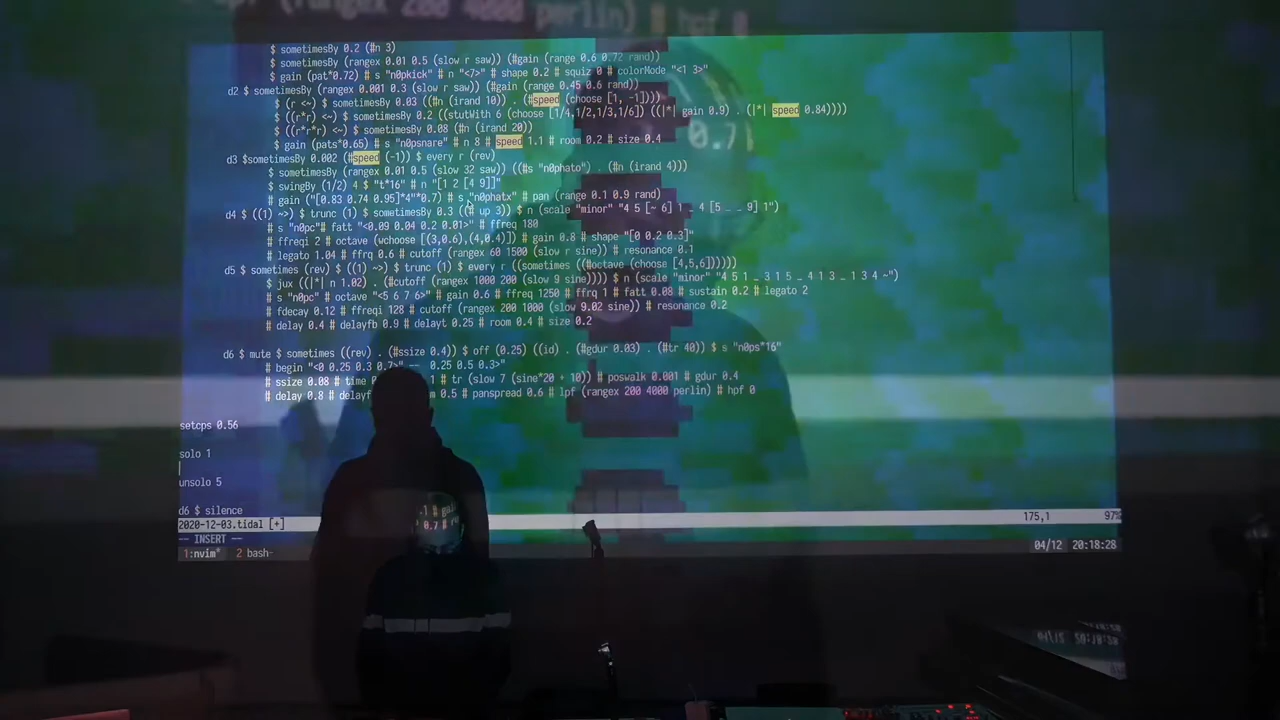 (rangex 200 4000 perlin) # hpf 0
$ sometimesBy 0.2 (#n 3)
$ sometimesBy (rangex 0.01 0.5 (slow r saw)) (#gain (range 0.6 0.72 rand))
$ gain (pat*0.72) # s "n0pkick" # n "<7>" # shape 0.2 # squiz 0 # colorMode "<1 3>"
d2 $ sometimesBy (rangex 0.001 0.3 (slow r saw)) (#gain (range 0.45 0.6 rand))
$ (r <~) $ sometimesBy 0.03 ((#n (irand 10)) . (#speed (choose [1, -1])))
$ ((r*r) <~) $ sometimesBy 0.2 ((stutWith 6 (choose [1/4,1/2,1/3,1/6]) ((|*| gain 0.9) . (|*| speed 0.84))))
$ ((r*r*r) <~) $ sometimesBy 0.08 (#n (irand 20))
$ gain (pats*0.65) # s "n0psnare" # n 8 # speed 1.1 # room 0.2 # size 0.4
d3 $sometimesBy 0.002 (#speed (-1)) $ every r (rev)
$ sometimesBy (rangex 0.01 0.5 (slow 32 saw)) ((#s "n0phato") . (#n (irand 4)))
$ swingBy (1/2) 4 $ "t*16" # n "[1 2 [4 9]]"
# gain ("[0.83 0.74 0.95]*4"*0.7) # s "n0phatx" # pan (range 0.1 0.9 rand)
d4 $ ((1) ~>) $ trunc (1) $ sometimesBy 0.3 ((# up 3)) $ n (scale "minor" "4 5 [~ 6] 1 _ 4 [5 _ _ 9] 1")
# s "n0pc"# fatt "<0.09 0.04 0.2 0.01>" # ffreq 180
# ffreqi 2 # octave (wchoose [(3,0.6),(4,0.4)]) # gain 0.8 # shape "[0 0.2 0.3]"
# legato 1.04 # ffrq 0.6 # cutoff (rangex 60 1500 (slow r sine)) # resonance 0.1
d5 $ sometimes (rev) $ ((1) ~>) $ trunc (1) $ every r ((sometimes ((#octave (choose [4,5,6])))))
$ jux ((|*| n 1.02) . (#cutoff (rangex 1000 200 (slow 9 sine)))) $ n (scale "minor" "4 5 1 _ 3 1 5 _ 4 1 3 _ 1 3 4 ~")
# s "n0pc" # octave "<5 6 7 6>" # gain 0.6 # ffreq 1250 # ffrq 1 # fatt 0.08 # sustain 0.2 # legato 2
# fdecay 0.12 # ffreqi 128 # cutoff (rangex 200 1000 (slow 9.02 sine)) # resonance 0.2
# delay 0.4 # delayfb 0.9 # delayt 0.25 # room 0.4 # size 0.2
d6 $ mute $ sometimes ((rev) . (#ssize 0.4)) $ off (0.25) ((id) . (#gdur 0.03) . (#tr 40)) $ s "n0ps*16"
# begin "<0 0.25 0.3 0.7>" 0.25 0.5 0.3>"
# ssize 0.08 # time 1 # tr (slow 7 (sine*20 + 10)) # poswalk 0.001 # gdur 0.4
# delay 0.8 # delayf 0.5 # panspread 0.6 # lpf (rangex 200 4000 perlin) # hpf 0
setcps 0.56
solo 1
unsolo 5
d6 $ silence
2020-12-03.tidal [+] 175,1 97%
-- INSERT --
1:nvim* 2 bash- 04/12 20:18:28